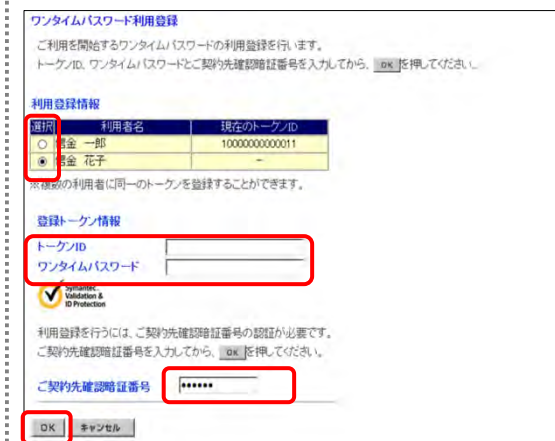 ワンタイムパスワード利用登録
ご利用を開始するワンタイムパスワードの利用登録を行います。
トークンID、ワンタイムパスワードとご契約先確認暗証番号を入力してから、 OK を押してください。
利用登録情報
選択 利用者名 現在のトークンID
信金 一郎 10000000000011
信金 花子 －
※複数の利用者に同一のトークンを登録することができます。
登録トークン情報
トークンID
ワンタイムパスワード
Symantec.
Validation &
ID Protection
利用登録を行うには、ご契約先確認暗証番号の認証が必要です。
ご契約先確認暗証番号を入力してから、 OK を押してください。
ご契約先確認暗証番号 ••••••
OK キャンセル